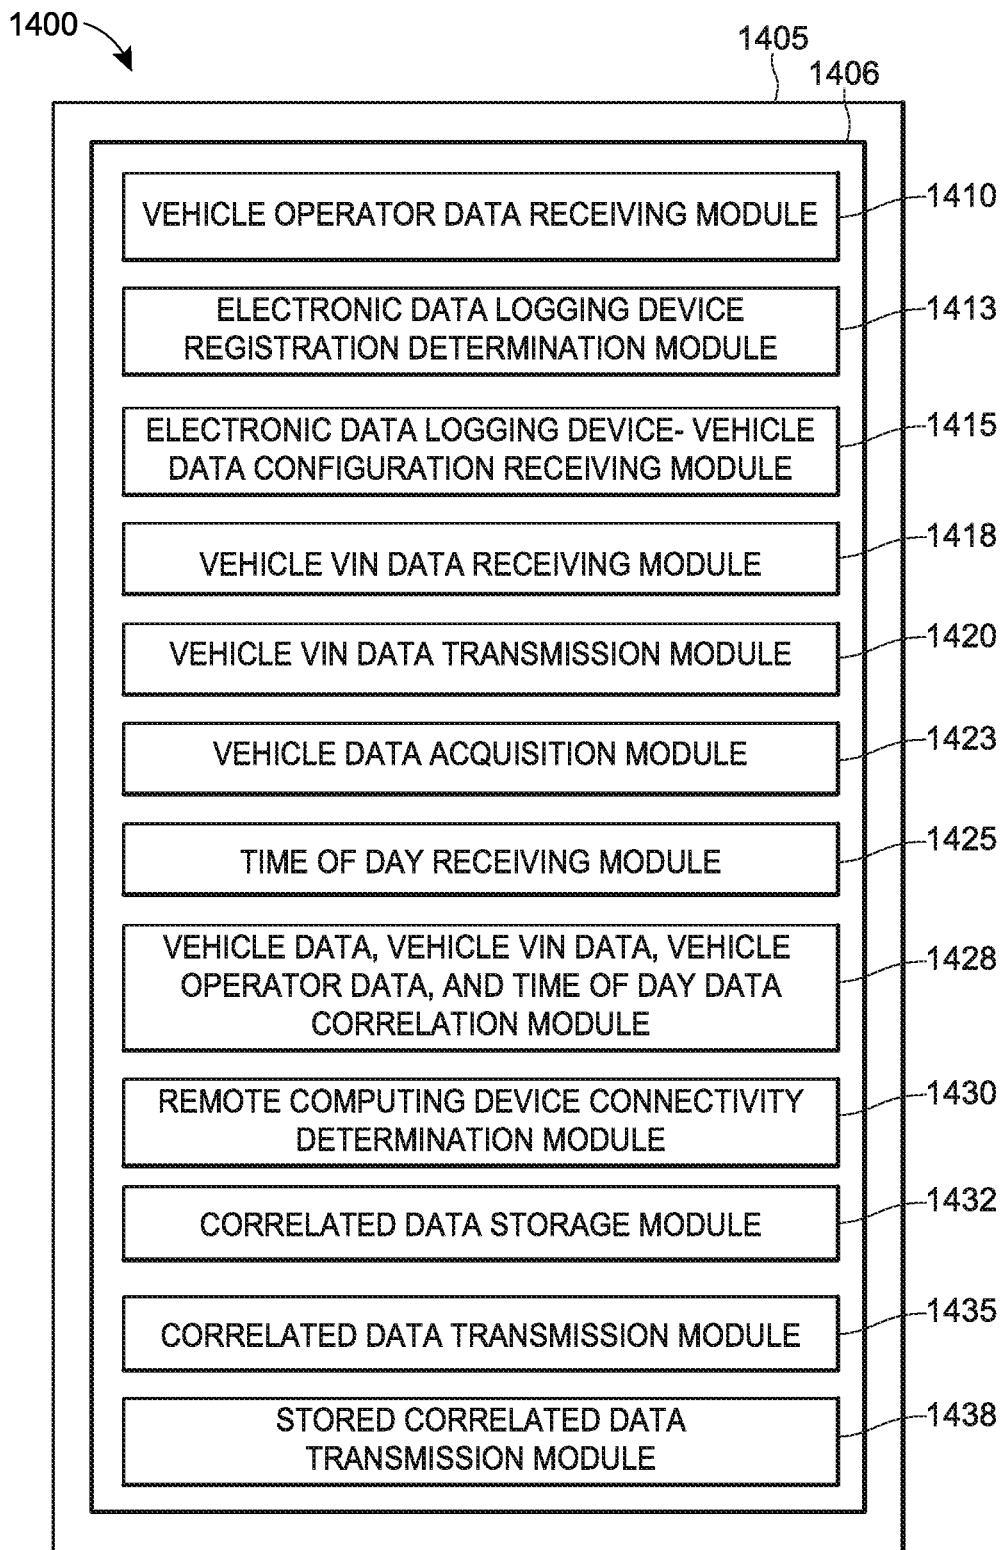 1400
1405
1406
VEHICLE OPERATOR DATA RECEIVING MODULE
1410
ELECTRONIC DATA LOGGING DEVICE
REGISTRATION DETERMINATION MODULE
1413
ELECTRONIC DATA LOGGING DEVICE- VEHICLE
DATA CONFIGURATION RECEIVING MODULE
1415
VEHICLE VIN DATA RECEIVING MODULE
1418
VEHICLE VIN DATA TRANSMISSION MODULE
1420
VEHICLE DATA ACQUISITION MODULE
1423
TIME OF DAY RECEIVING MODULE
1425
VEHICLE DATA, VEHICLE VIN DATA, VEHICLE
OPERATOR DATA, AND TIME OF DAY DATA
CORRELATION MODULE
1428
REMOTE COMPUTING DEVICE CONNECTIVITY
DETERMINATION MODULE
1430
CORRELATED DATA STORAGE MODULE
1432
CORRELATED DATA TRANSMISSION MODULE
1435
STORED CORRELATED DATA
TRANSMISSION MODULE
1438